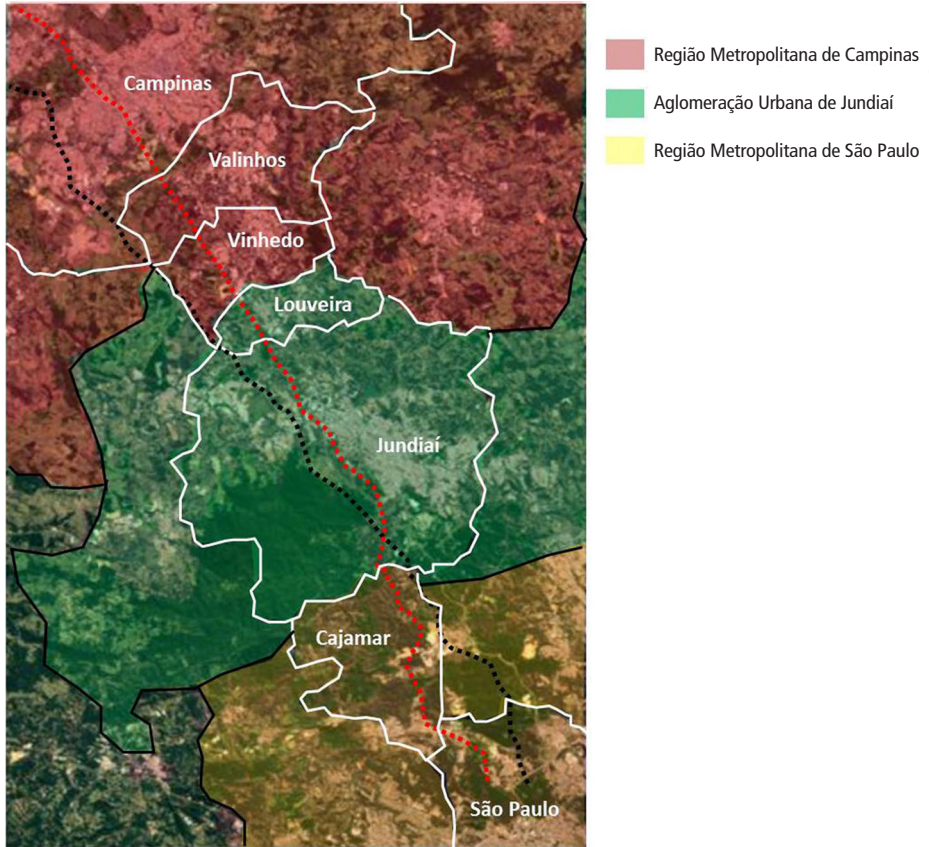 Campinas
Valinhos
Vinhedo
Louveira
Jundiaí
Cajamar
São Paulo
Região Metropolitana de Campinas
Aglomeração Urbana de Jundiaí
Região Metropolitana de São Paulo